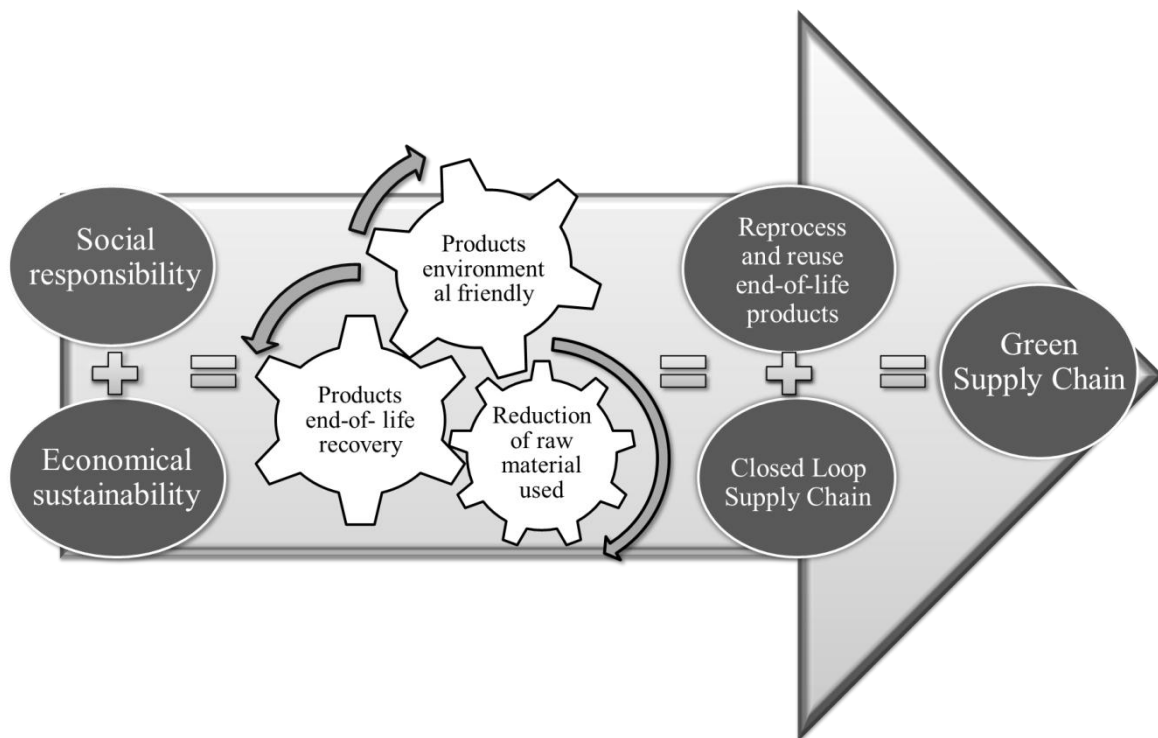 Social
responsibility
Economical
sustainability
Products
environment
al friendly
Products
end-of- life
recovery
Reduction
of raw
material
used
Reprocess
and reuse
end-of-life
products
Closed Loop
Supply Chain
Green
Supply Chain